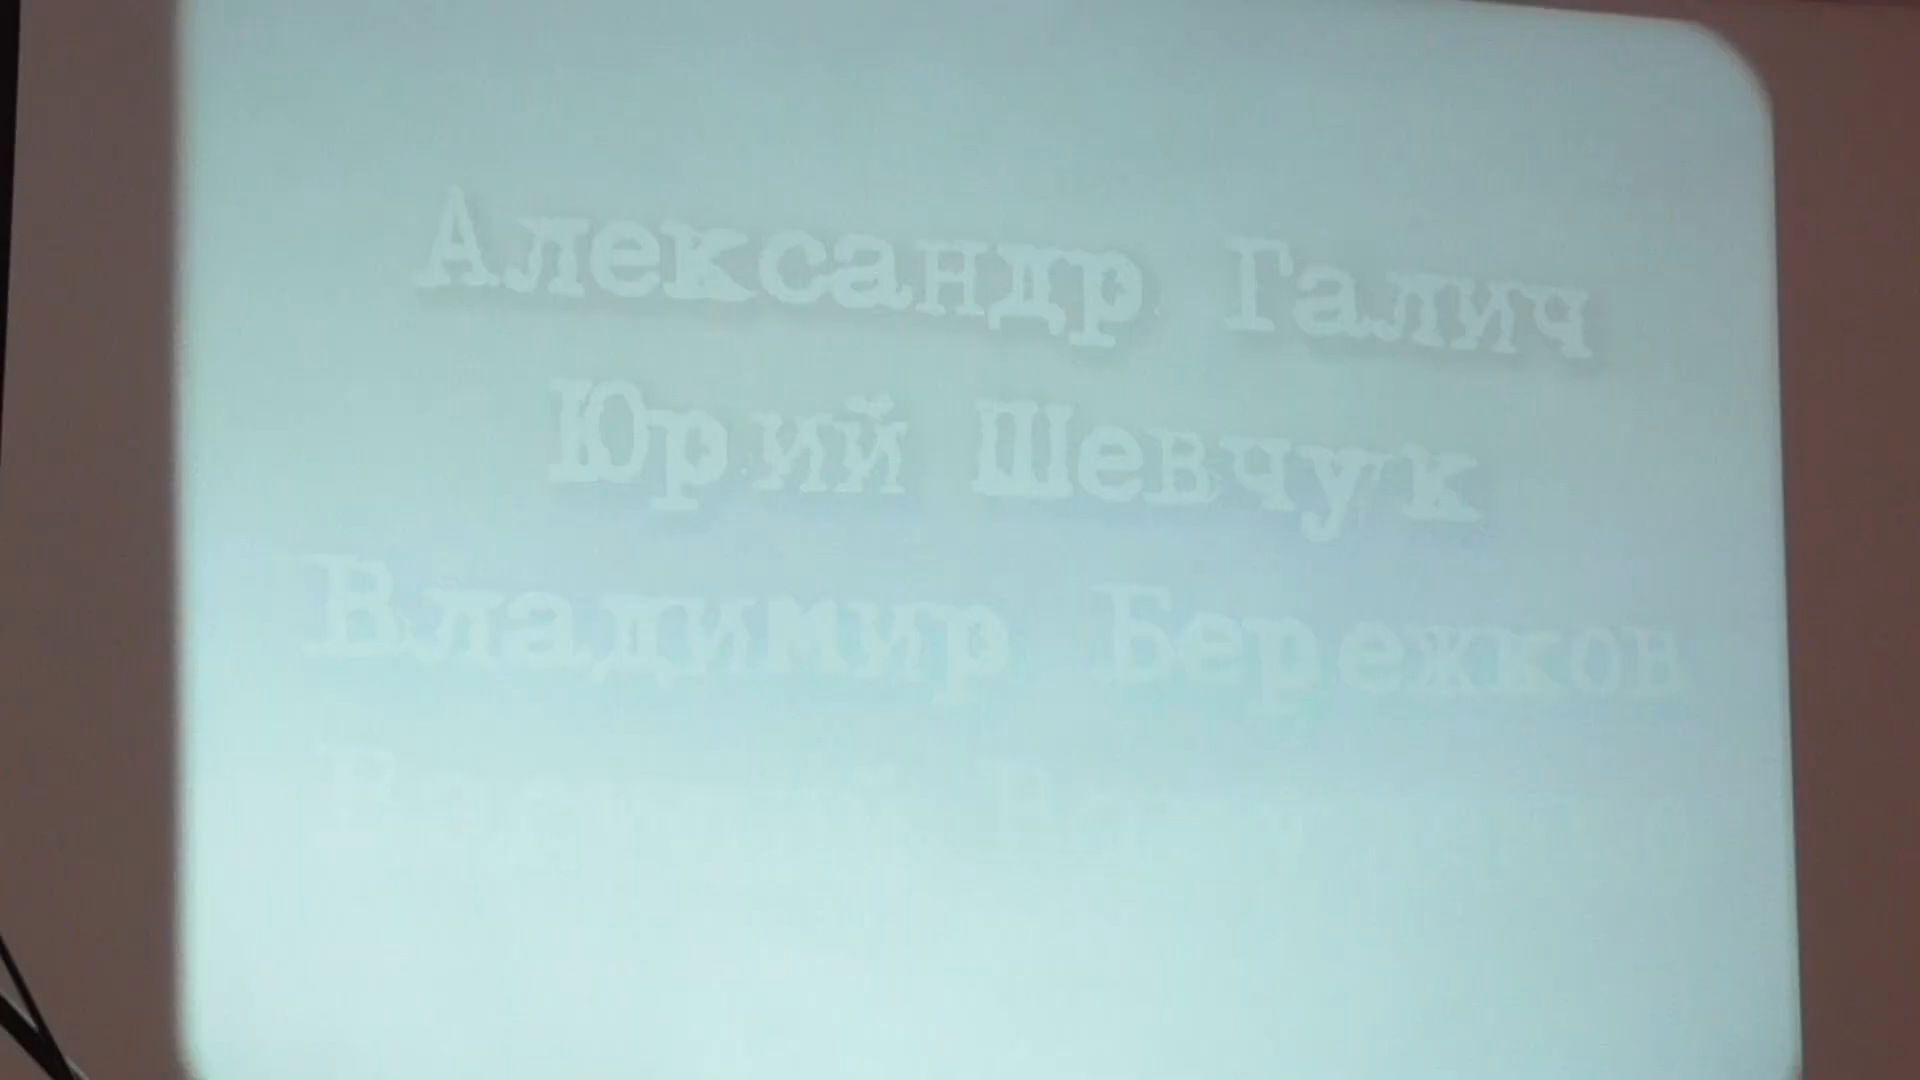 Александр Галич
Юрий Шевчук
Владимир Бережков